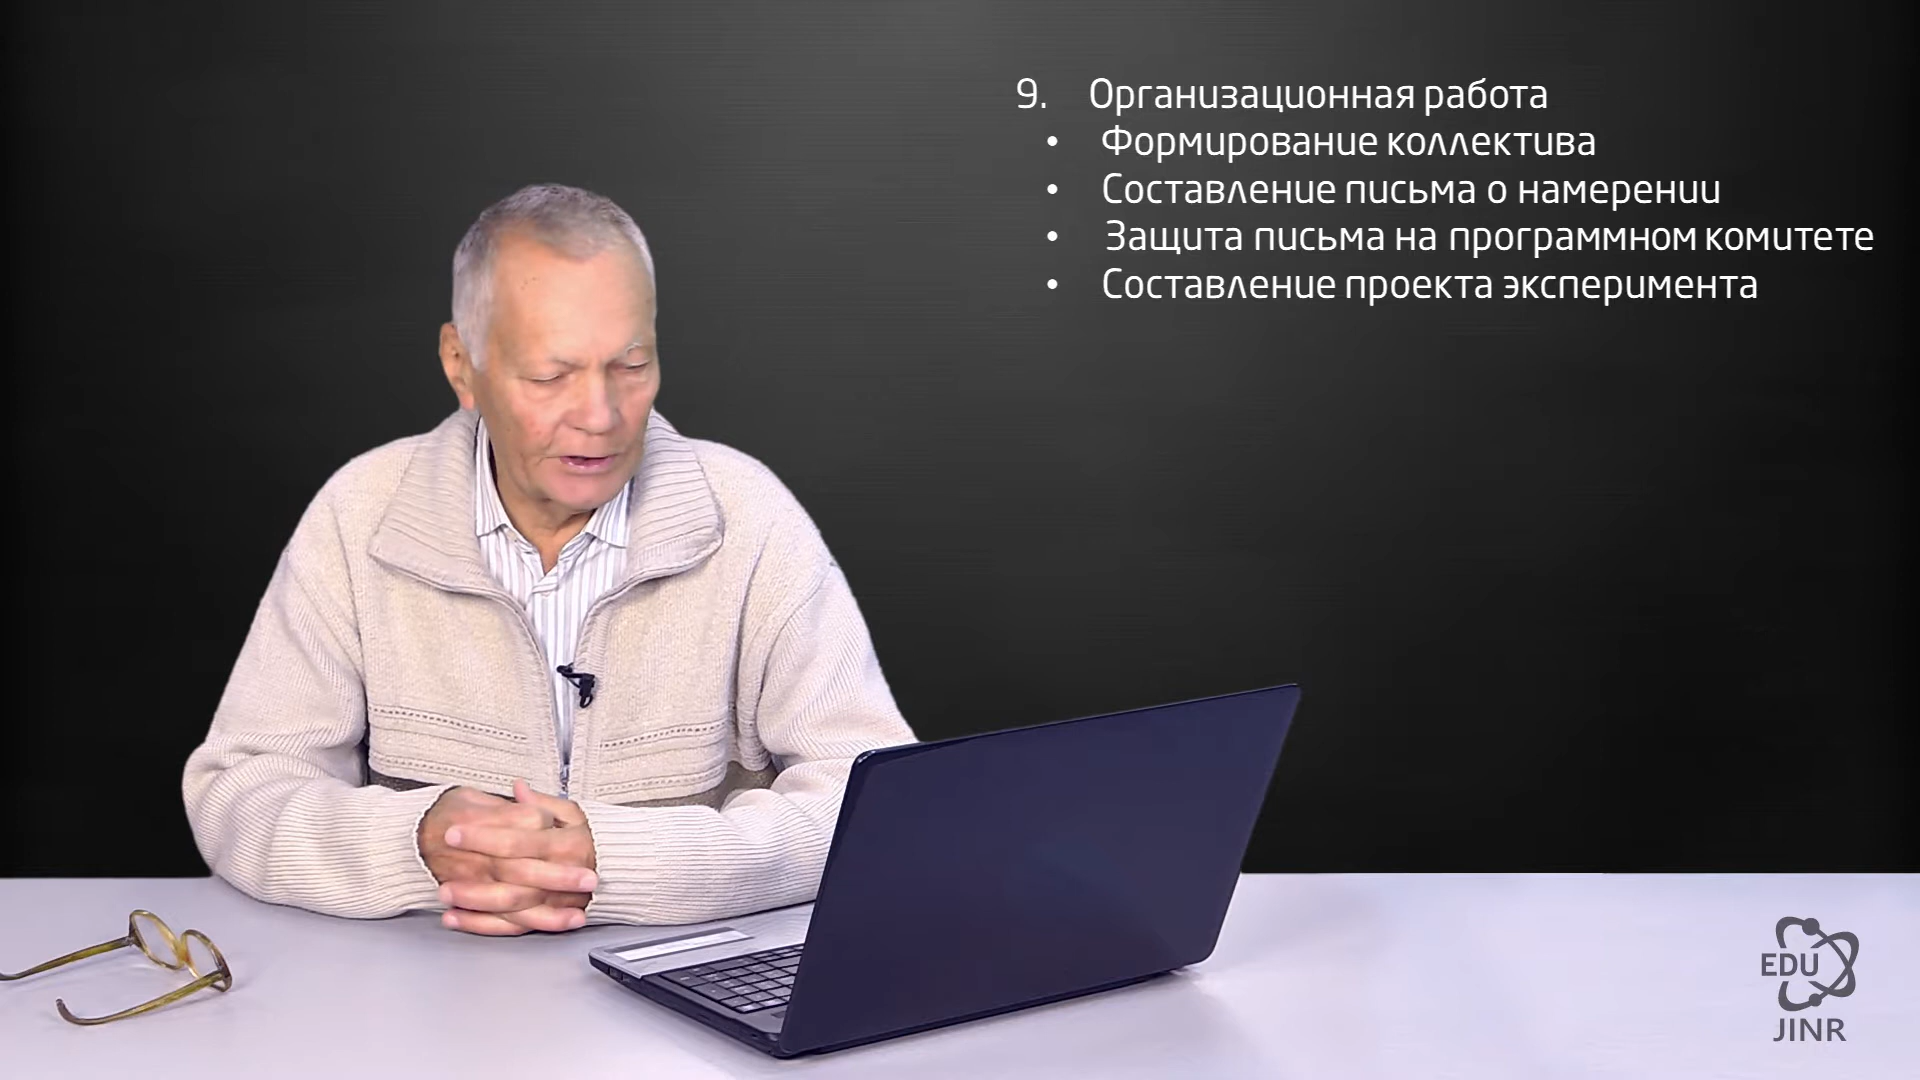 9. Организационная работа
• Формирование коллектива
• Составление письма о намерении
• Защита письма на программном комитете
• Составление проекта эксперимента
EDU
JINR